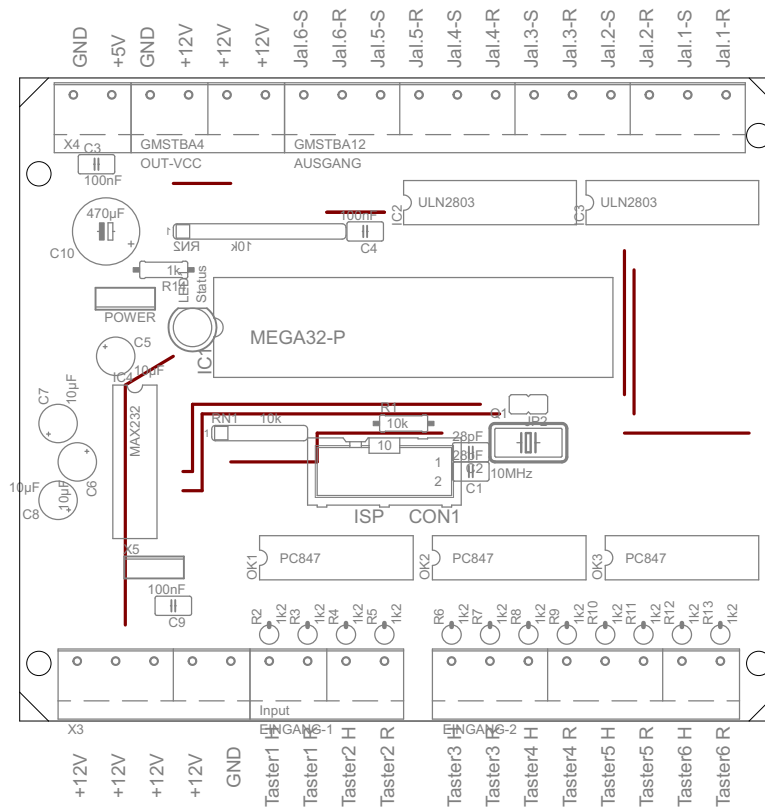 GND
+5V
GND
+12V
+12V
+12V
Jal.6-S
Jal.6-R
Jal.5-S
Jal.5-R
Jal.4-S
Jal.4-R
Jal.3-S
Jal.3-R
Jal.2-S
Jal.2-R
Jal.1-S
Jal.1-R
X4
GMSTBA4
GMSTBA12
C3
OUT-VCC
AUSGANG
100nF
IC2
ULN2803
IC3
ULN2803
470µF
C10
1
RN2
10k
100nF
C4
1k
R14
LED1
Status
POWER
C5
10µF
IC1
MEGA32-P
IC4
MAX232
C7
10µF
C6
10µF
10µF
C8
RN1
10k
1
R1
10k
10
Q1
JP2
28pF
28pF
C2
C1
10MHz
1
2
ISP
CON1
X5
100nF
C9
OK1
PC847
OK2
PC847
OK3
PC847
R2
1k2
R3
1k2
R4
1k2
R5
1k2
R6
1k2
R7
1k2
R8
1k2
R9
1k2
R10
1k2
R11
1k2
R12
1k2
R13
1k2
Input
X3
EINGANG-1
EINGANG-2
+12V
+12V
+12V
+12V
GND
Taster1 H
Taster1 R
Taster2 H
Taster2 R
Taster3 H
Taster3 R
Taster4 H
Taster4 R
Taster5 H
Taster5 R
Taster6 H
Taster6 R